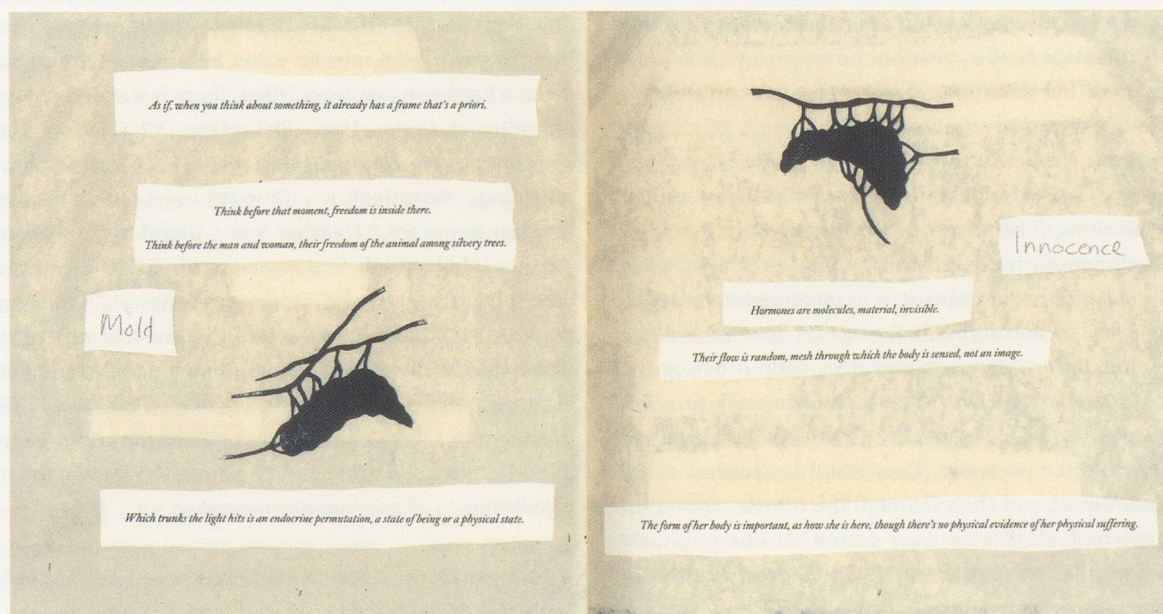 As if, when you think about something, it already has a frame that's a priori.
Think before that moment, freedom is inside there.
Think before the man and woman, their freedom of the animal among silvery trees.
Mold
Which trunks the light hits is an endocrine permutation, a state of being or a physical state.
Innocence
Hormones are molecules, material, invisible.
Their flow is random, mesh through which the body is sensed, not an image.
The form of her body is important, as how she is here, though there's no physical evidence of her physical suffering.